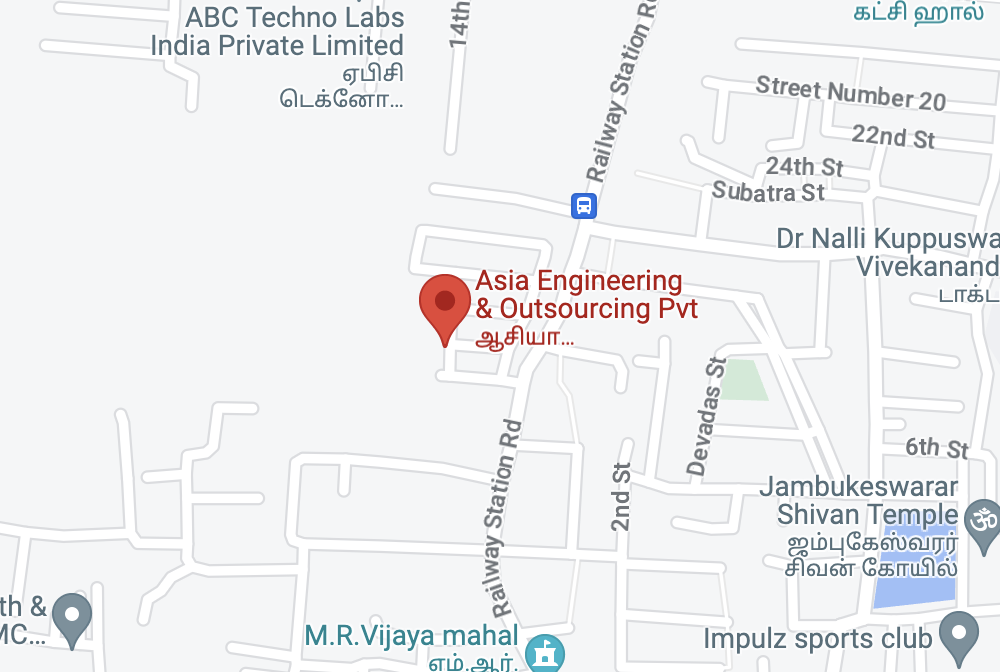 ABC Techno Labs
India Private Limited
ஏபிசி
டெக்னோ...
14th
Railway Station Rd
கட்சி ஹால்
Street Number 20
22nd St
24th St
Subatra St
Dr Nalli Kuppuswa
Vivekanand
டாக்ட
Asia Engineering
& Outsourcing Pvt
ஆசியா...
Devadas St
6th St
Railway Station Rd
2nd St
Jambukeswarar
Shivan Temple
ஜம்புகேஸ்வரர்
சிவன் கோயில்
th &
MC...
M.R.Vijaya mahal
எம்.ஆர்.
Impulz sports club